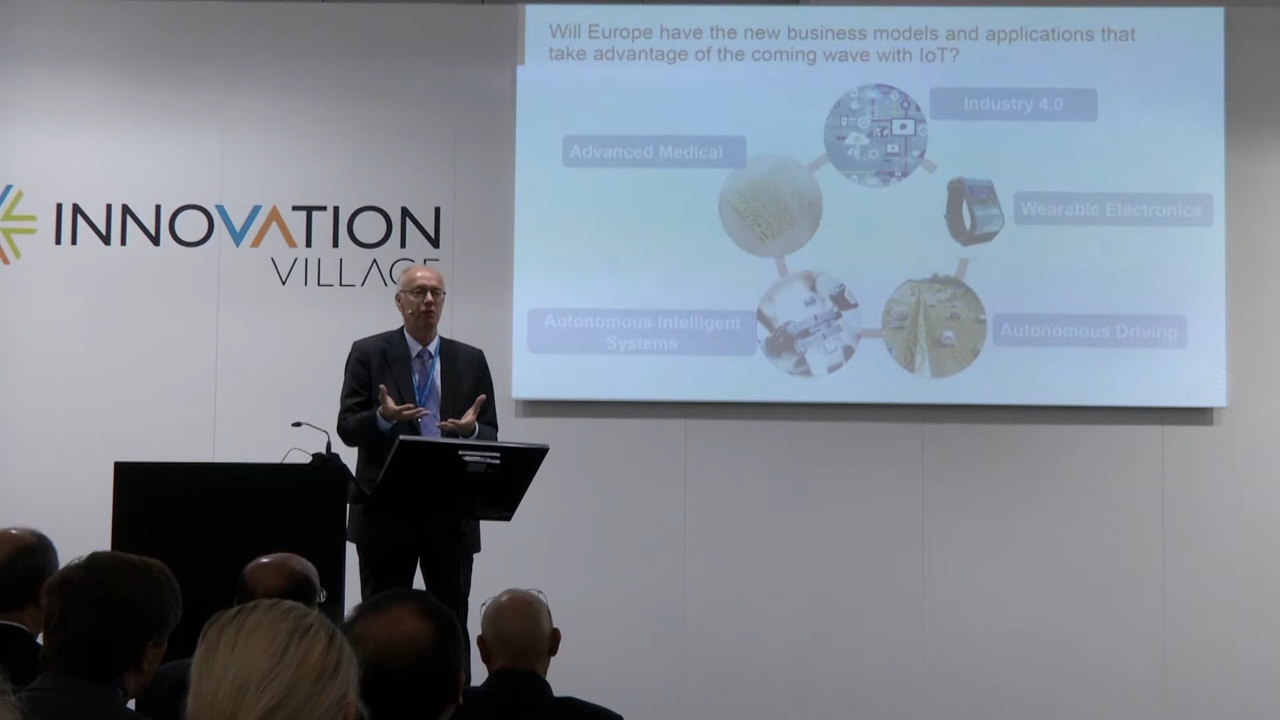 Will Europe have the new business models and applications that
take advantage of the coming wave with IoT?
Industry 4.0
Advanced Medical
Wearable Electronics
Autonomous Intelligent
Systems
Autonomous Driving
INNOVATION
VILLAGE